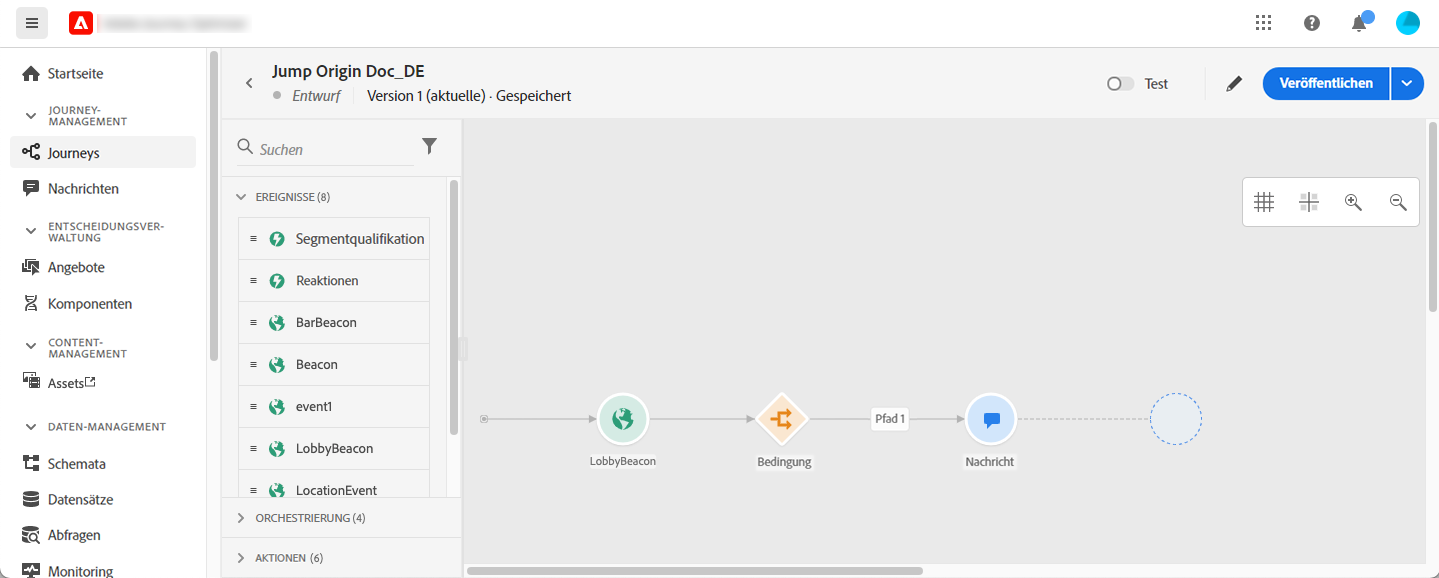 Startseite
JOURNEY-
MANAGEMENT
Journeys
Nachrichten
ENTSCHEIDUNGSVER-
WALTUNG
Angebote
Komponenten
CONTENT-
MANAGEMENT
Assets
DATEN-MANAGEMENT
Schemata
Datensätze
Abfragen
Monitoring
Jump Origin Doc_DE
Entwurf
Version 1 (aktuelle) · Gespeichert
Test
Veröffentlichen
Suchen
EREIGNISSE (8)
Segmentqualifikation
Reaktionen
BarBeacon
Beacon
event1
LobbyBeacon
LocationEvent
ORCHESTRIERUNG (4)
AKTIONEN (6)
LobbyBeacon
Bedingung
Pfad 1
Nachricht